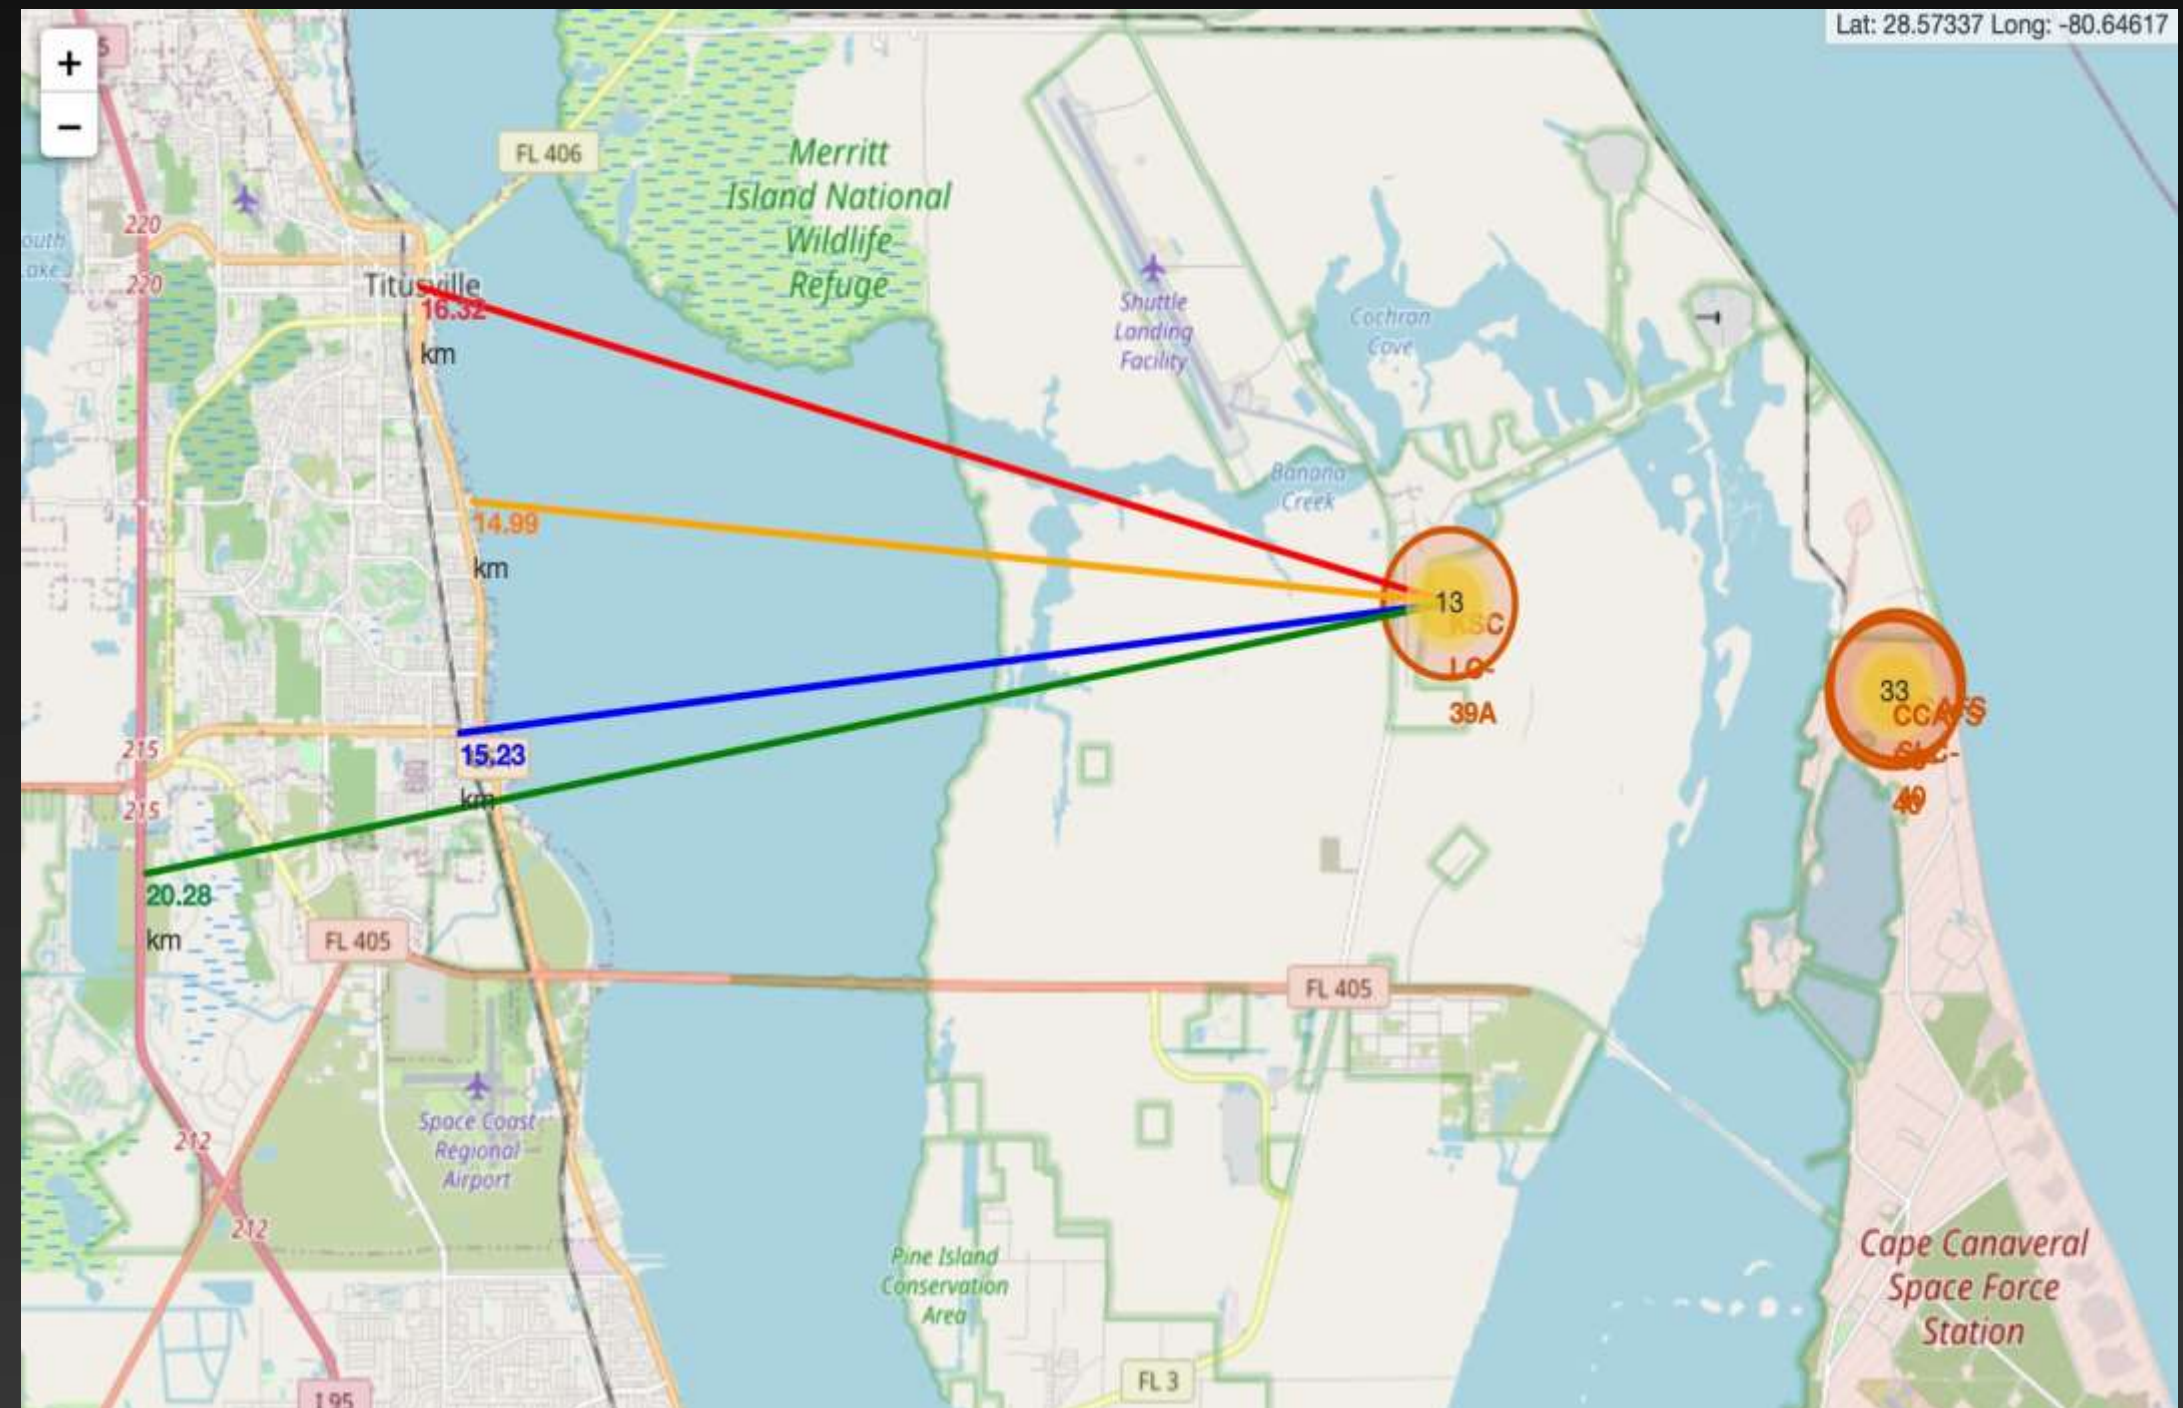 +
−
Lat: 28.57337 Long: -80.64617
FL 406
Merritt
Island National
Wildlife
Refuge
220
220
Titusville
16.32
km
Shuttle
Landing
Facility
Cochran
Cove
Banana
Creek
14.99
km
13
KSC
LC-
39A
33
215
15.23
km
215
20.28
km
FL 405
FL 405
Space Coast
Regional
Airport
212
212
Pine Island
Conservation
Area
Cape Canaveral
Space Force
Station
FL 3
I 95